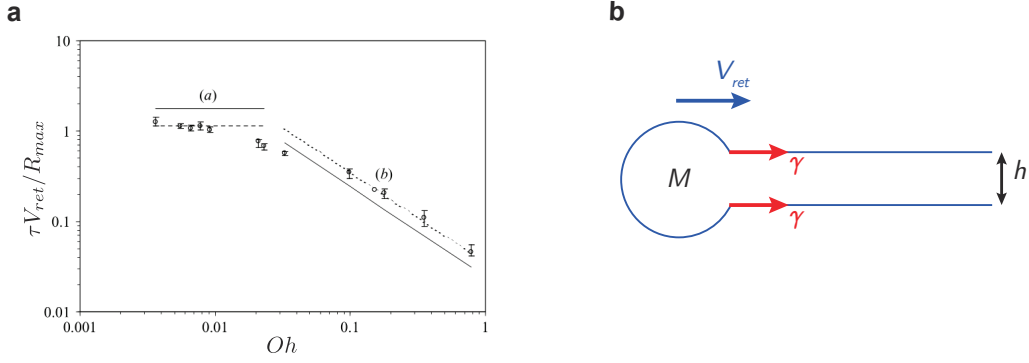 a
10
1
0.1
0.01
0.001
0.01
0.1
1
τV_ret/R_max
Oh
(a)
(b)
b
V_ret
M
γ
γ
h